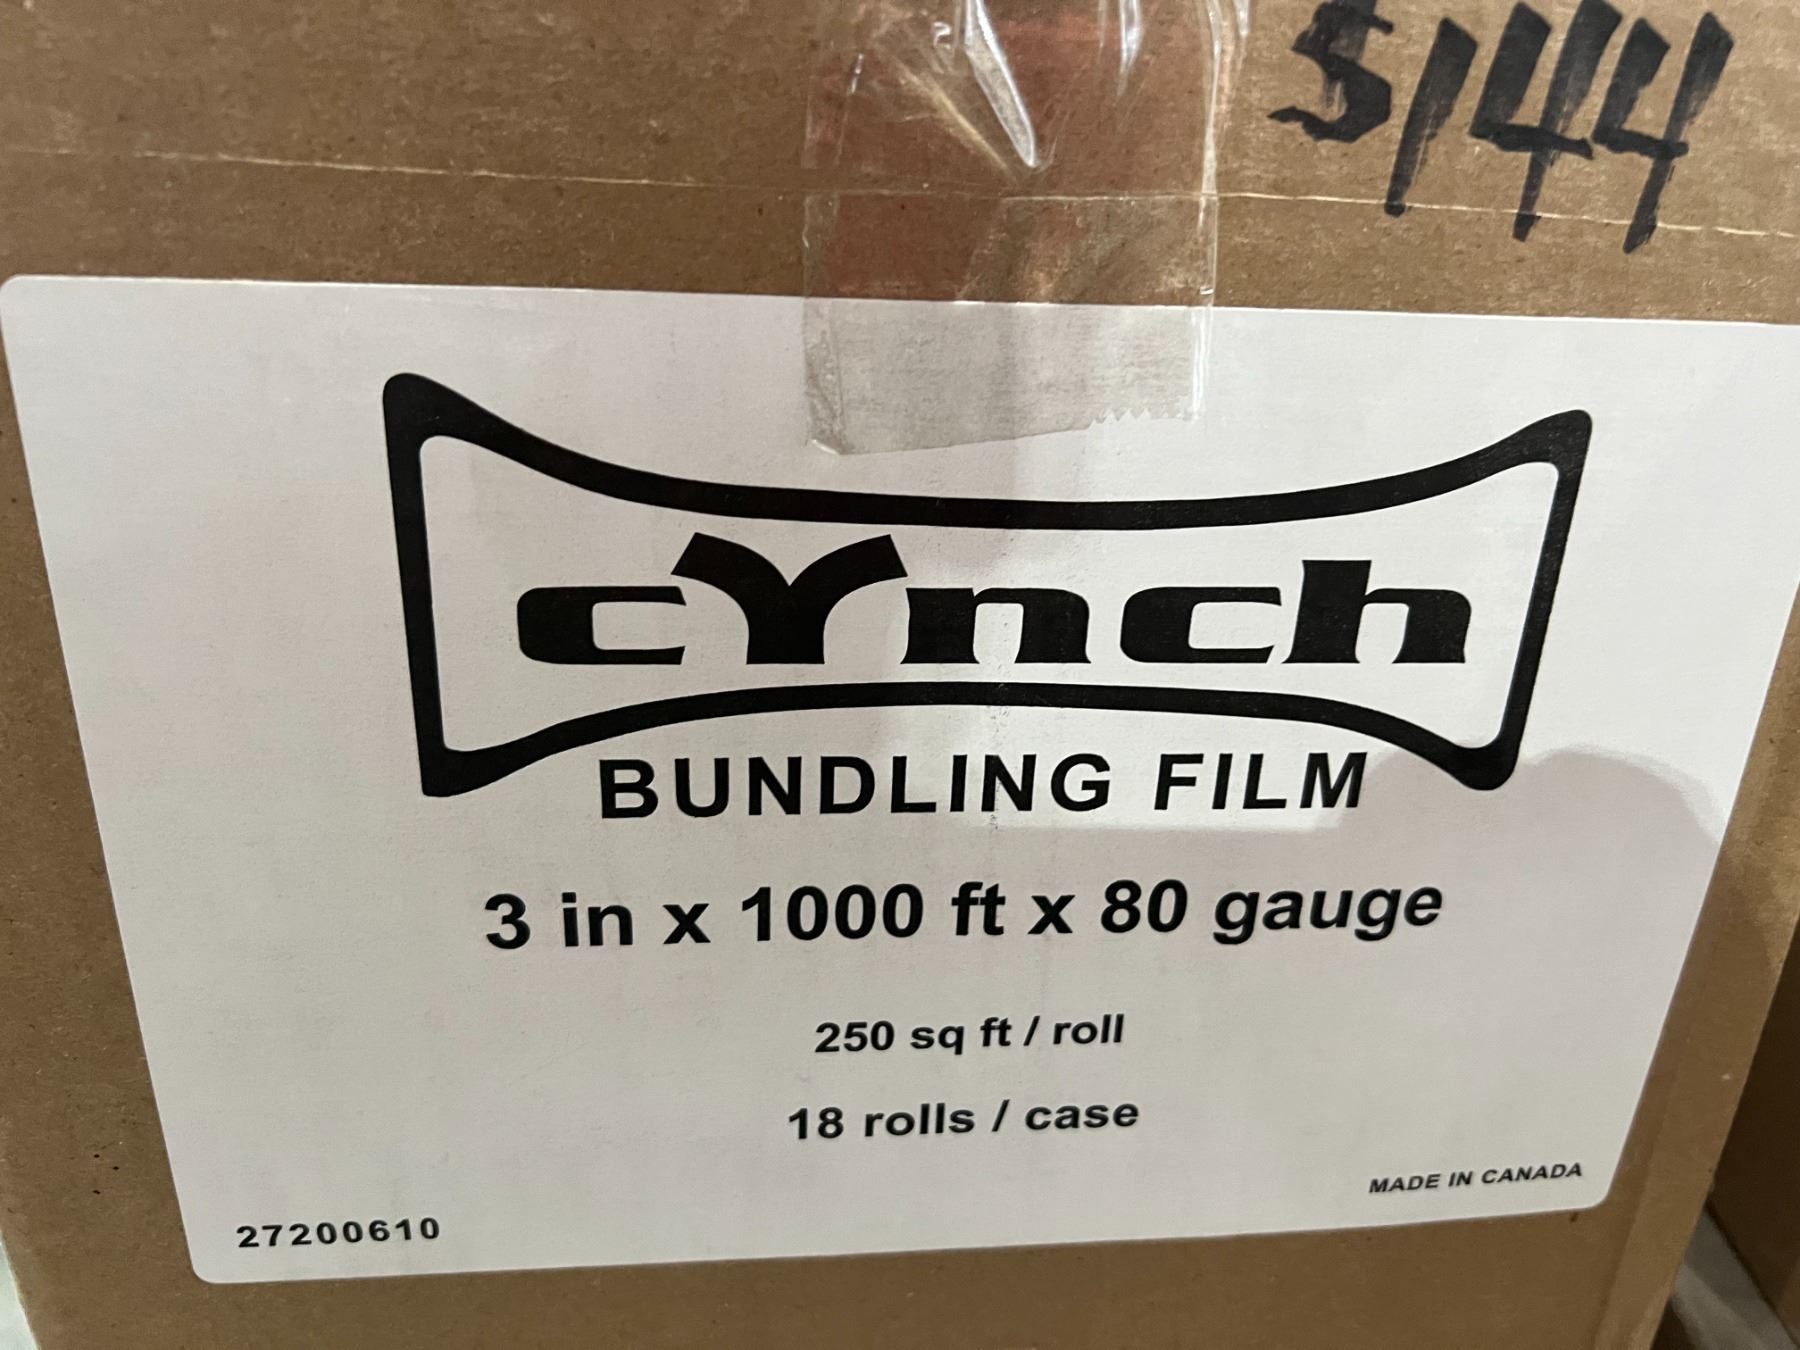 $144
cYnch
BUNDLING FILM
3 in x 1000 ft x 80 gauge
250 sq ft / roll
18 rolls / case
MADE IN CANADA
27200610